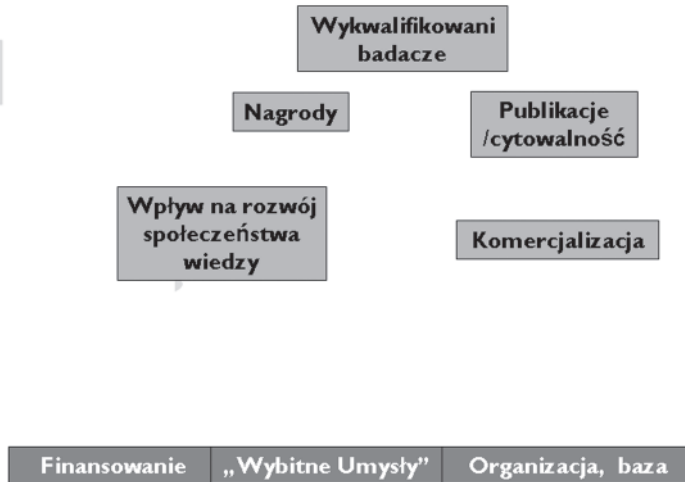 Wykwalifikowani
badacze
Nagrody
Publikacje
/cytowalność
Wpływ na rozwój
społeczeństwa
wiedzy
Komercjalizacja
Finansowanie
„Wybitne Umysły”
Organizacja, baza